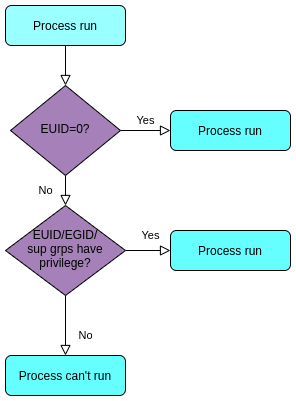 Process run
EUID=0?
Yes
Process run
No
EUID/EGID/
sup grps have
privilege?
Yes
Process run
No
Process can't run